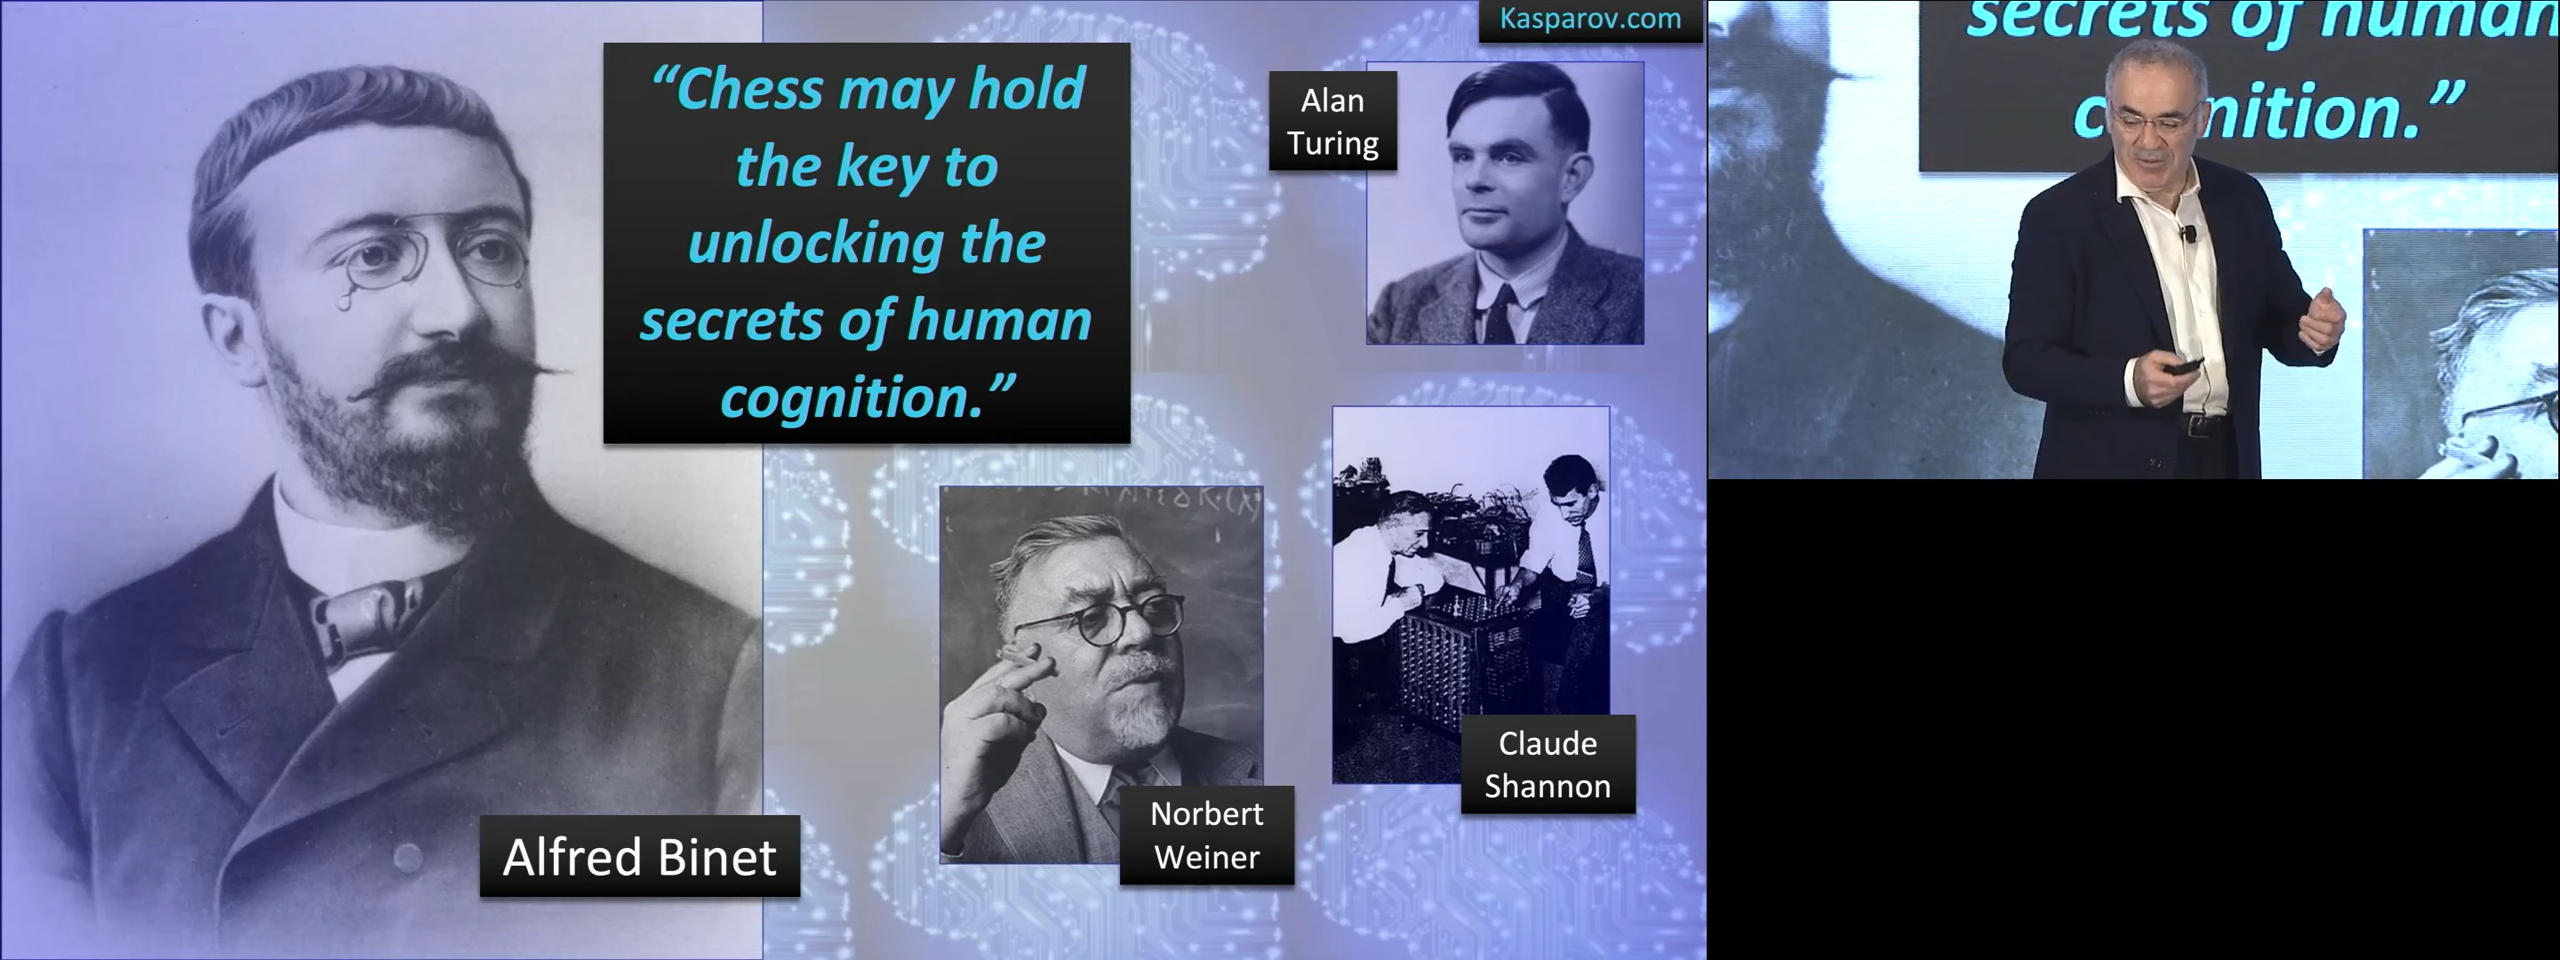 Kasparov.com
“Chess may hold
the key to
unlocking the
secrets of human
cognition.”
Alan
Turing
Alfred Binet
Norbert
Weiner
Claude
Shannon
secrets of human